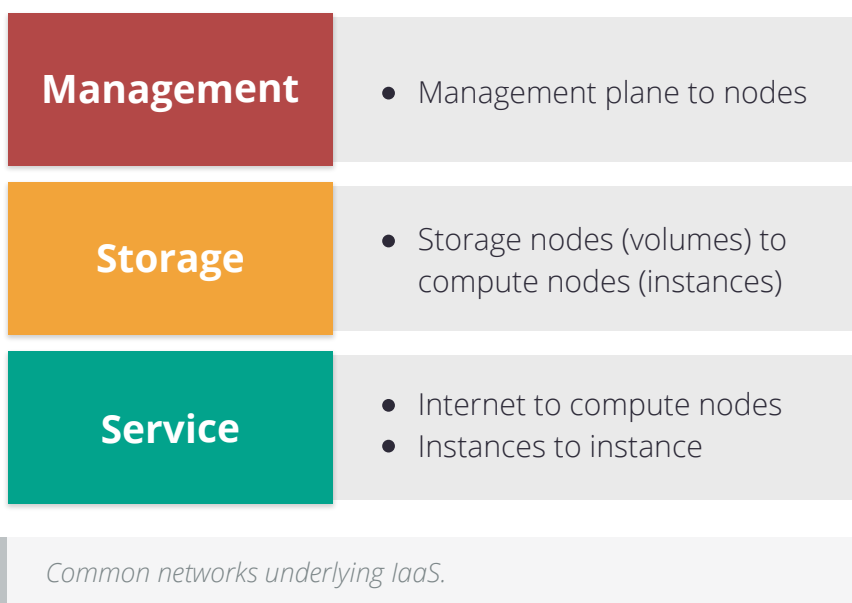 Management
• Management plane to nodes
Storage
• Storage nodes (volumes) to
compute nodes (instances)
Service
• Internet to compute nodes
• Instances to instance
Common networks underlying IaaS.